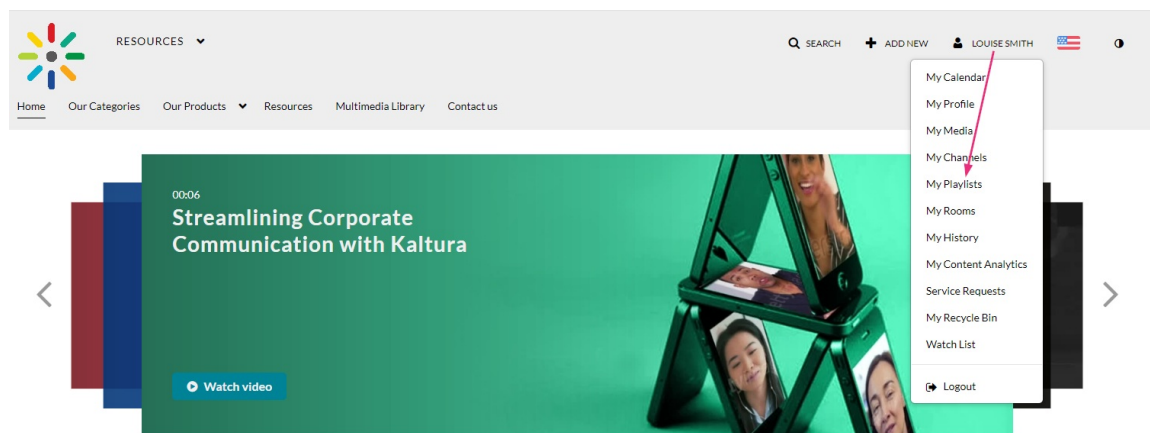 RESOURCES
SEARCH
ADD NEW
LOUISE SMITH
Home
Our Categories
Our Products
Resources
Multimedia Library
Contact us
My Calendar
My Profile
My Media
My Channels
My Playlists
My Rooms
My History
My Content Analytics
Service Requests
My Recycle Bin
Watch List
Logout
00:06
Streamlining Corporate
Communication with Kaltura
Watch video